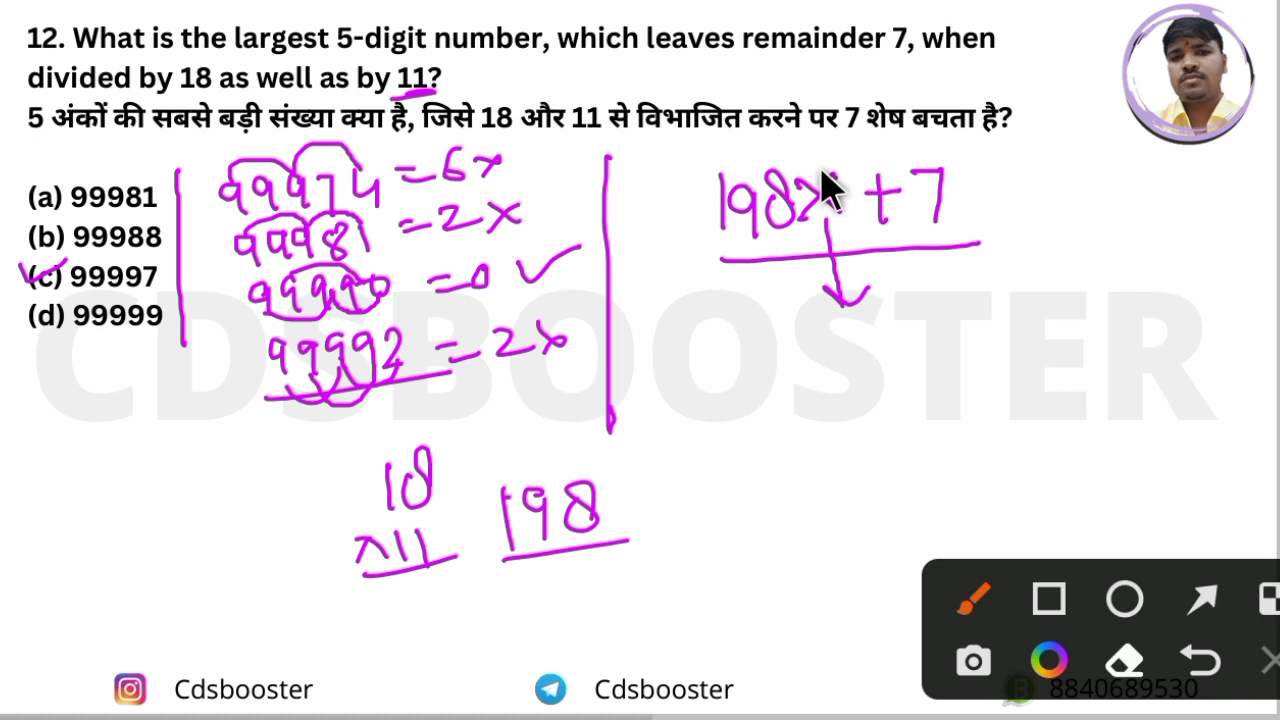 12. What is the largest 5-digit number, which leaves remainder 7, when
divided by 18 as well as by 11?
5 अंकों की सबसे बड़ी संख्या क्या है, जिसे 18 और 11 से विभाजित करने पर 7 शेष बचता है?
(a) 99981
(b) 99988
(c) 99997
(d) 99999
99974 = 6 x
99981 = 2 x
99990 = 0 ✓
99992 = 2 x
198x + 7
18
×11
198
CDSBOOSTER
Cdsbooster
Cdsbooster
8840689530